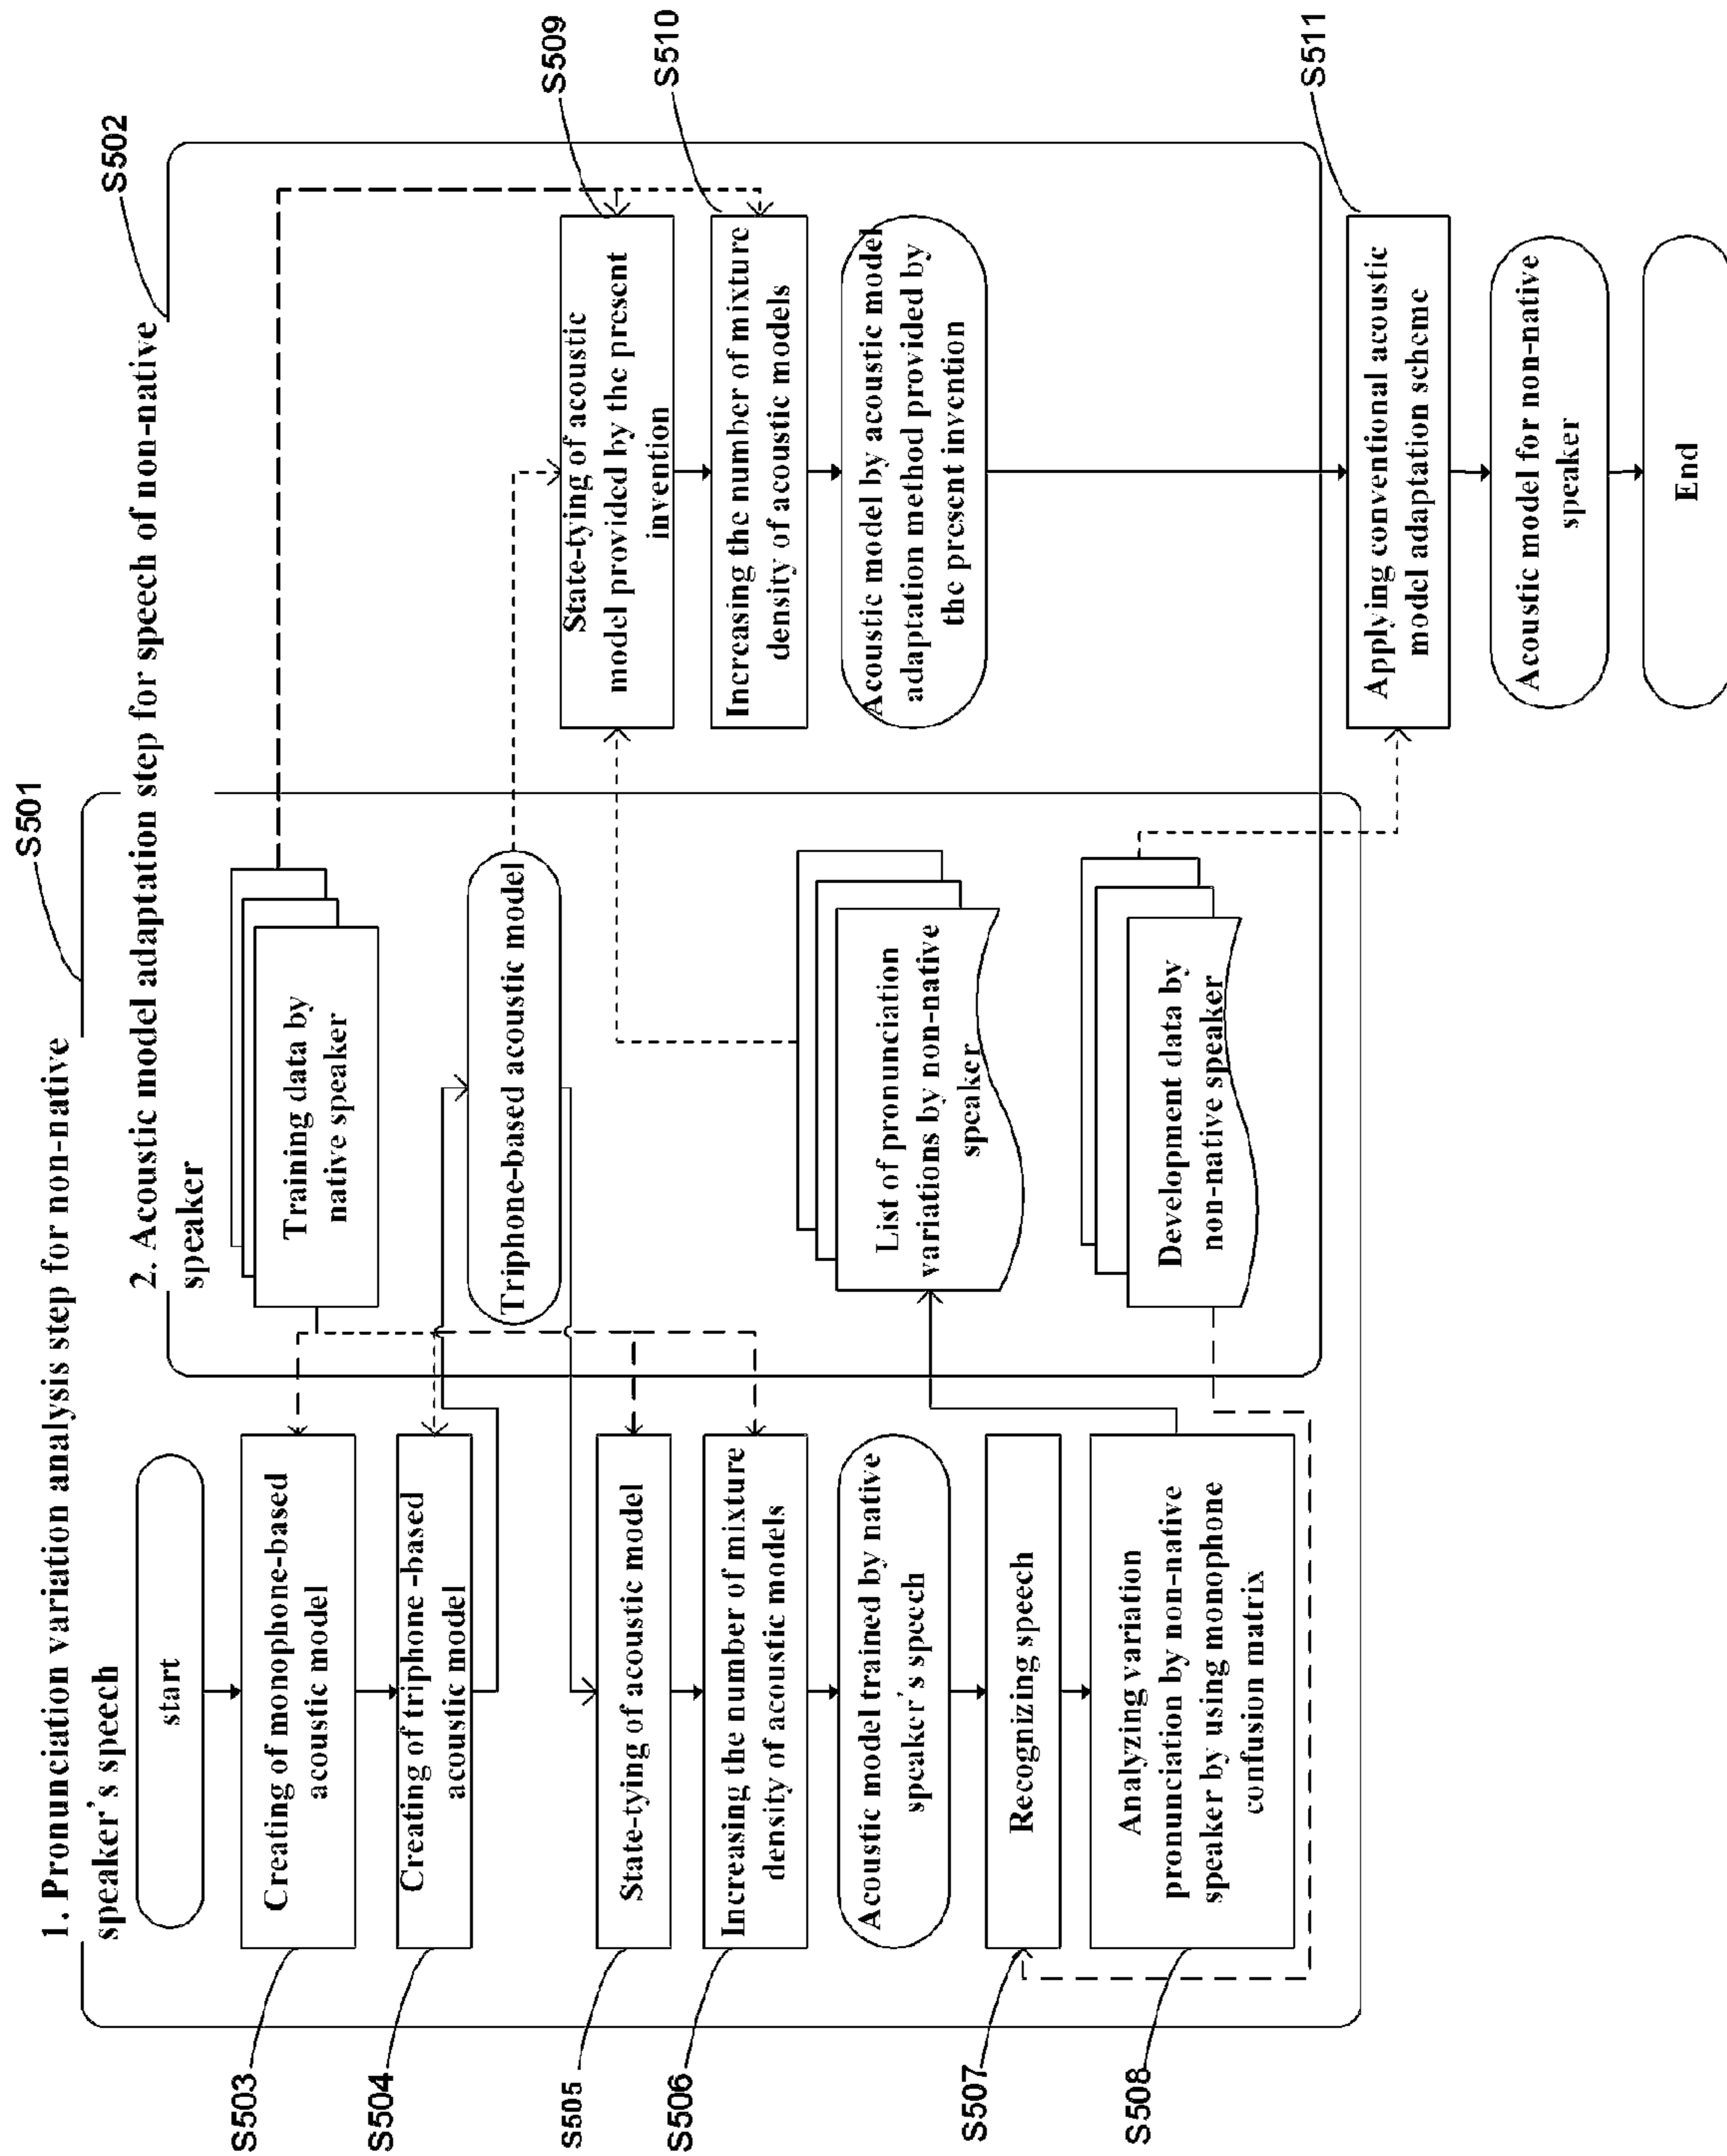 1. Pronunciation variation analysis step for non-native
speaker's speech
S501
2. Acoustic model adaptation step for speech of non-native
speaker
S502
start
Creating of monophone-based
acoustic model
S503
Creating of triphone -based
acoustic model
S504
State-tying of acoustic model
S505
Increasing the number of mixture
density of acoustic models
S506
Acoustic model trained by native
speaker's speech
Recognizing speech
S507
Analyzing variation
pronunciation by non-native
speaker by using monophone
confusion matrix
S508
Training data by
native speaker
Triphone-based acoustic model
List of pronunciation
variations by non-native
speaker
Development data by
non-native speaker
State-tying of acoustic
model provided by the present
invention
S509
Increasing the number of mixture
density of acoustic models
S510
Acoustic model by acoustic model
adaptation method provided by
the present invention
Applying conventional acoustic
model adaptation scheme
S511
Acoustic model for non-native
speaker
End